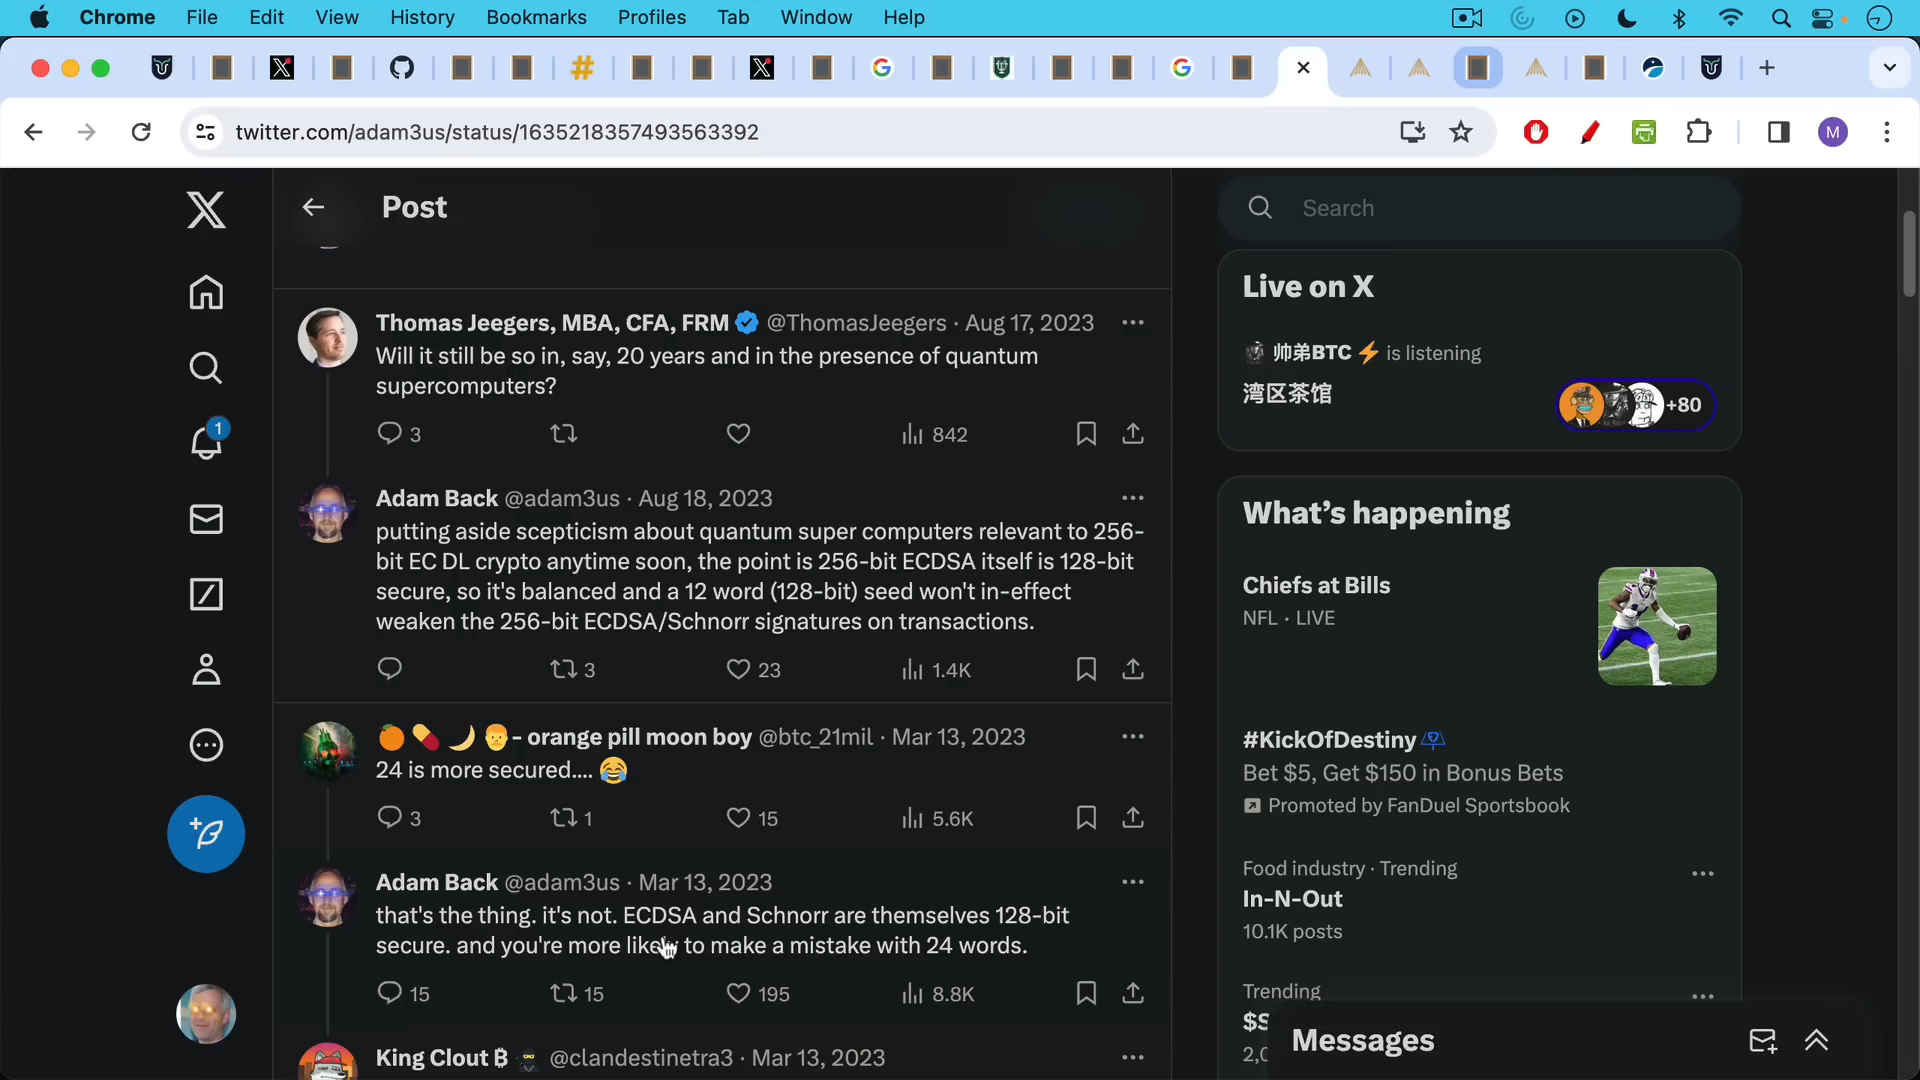 Chrome File Edit View History Bookmarks Profiles Tab Window Help
twitter.com/adam3us/status/1635218357493563392
M
Post
Thomas Jeegers, MBA, CFA, FRM @ThomasJeegers · Aug 17, 2023
Will it still be so in, say, 20 years and in the presence of quantum
supercomputers?
3 842
Adam Back @adam3us · Aug 18, 2023
putting aside scepticism about quantum super computers relevant to 256-
bit EC DL crypto anytime soon, the point is 256-bit ECDSA itself is 128-bit
secure, so it's balanced and a 12 word (128-bit) seed won't in-effect
weaken the 256-bit ECDSA/Schnorr signatures on transactions.
3 23 1.4K
🍊💊🌙👨- orange pill moon boy @btc_21mil · Mar 13, 2023
24 is more secured.... 😂
3 1 15 5.6K
Adam Back @adam3us · Mar 13, 2023
that's the thing. it's not. ECDSA and Schnorr are themselves 128-bit
secure. and you're more likely to make a mistake with 24 words.
15 15 195 8.8K
King Clout ₿ @clandestinetra3 · Mar 13, 2023
1
Search
Live on X
帅弟BTC ⚡ is listening
湾区茶馆
+80
What's happening
Chiefs at Bills
NFL · LIVE
#KickOfDestiny
Bet $5, Get $150 in Bonus Bets
Promoted by FanDuel Sportsbook
Food industry · Trending
In-N-Out
10.1K posts
Trending
Messages